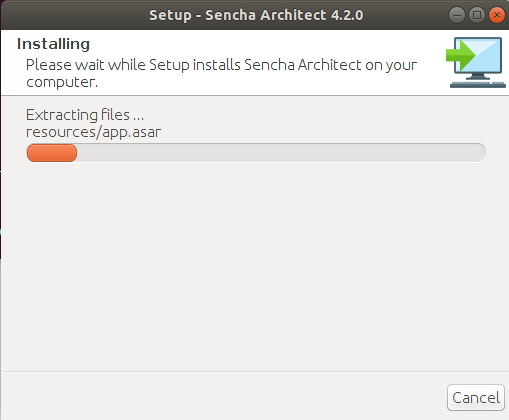 Setup - Sencha Architect 4.2.0
Installing
Please wait while Setup installs Sencha Architect on your
computer.
Extracting files ...
resources/app.asar
Cancel